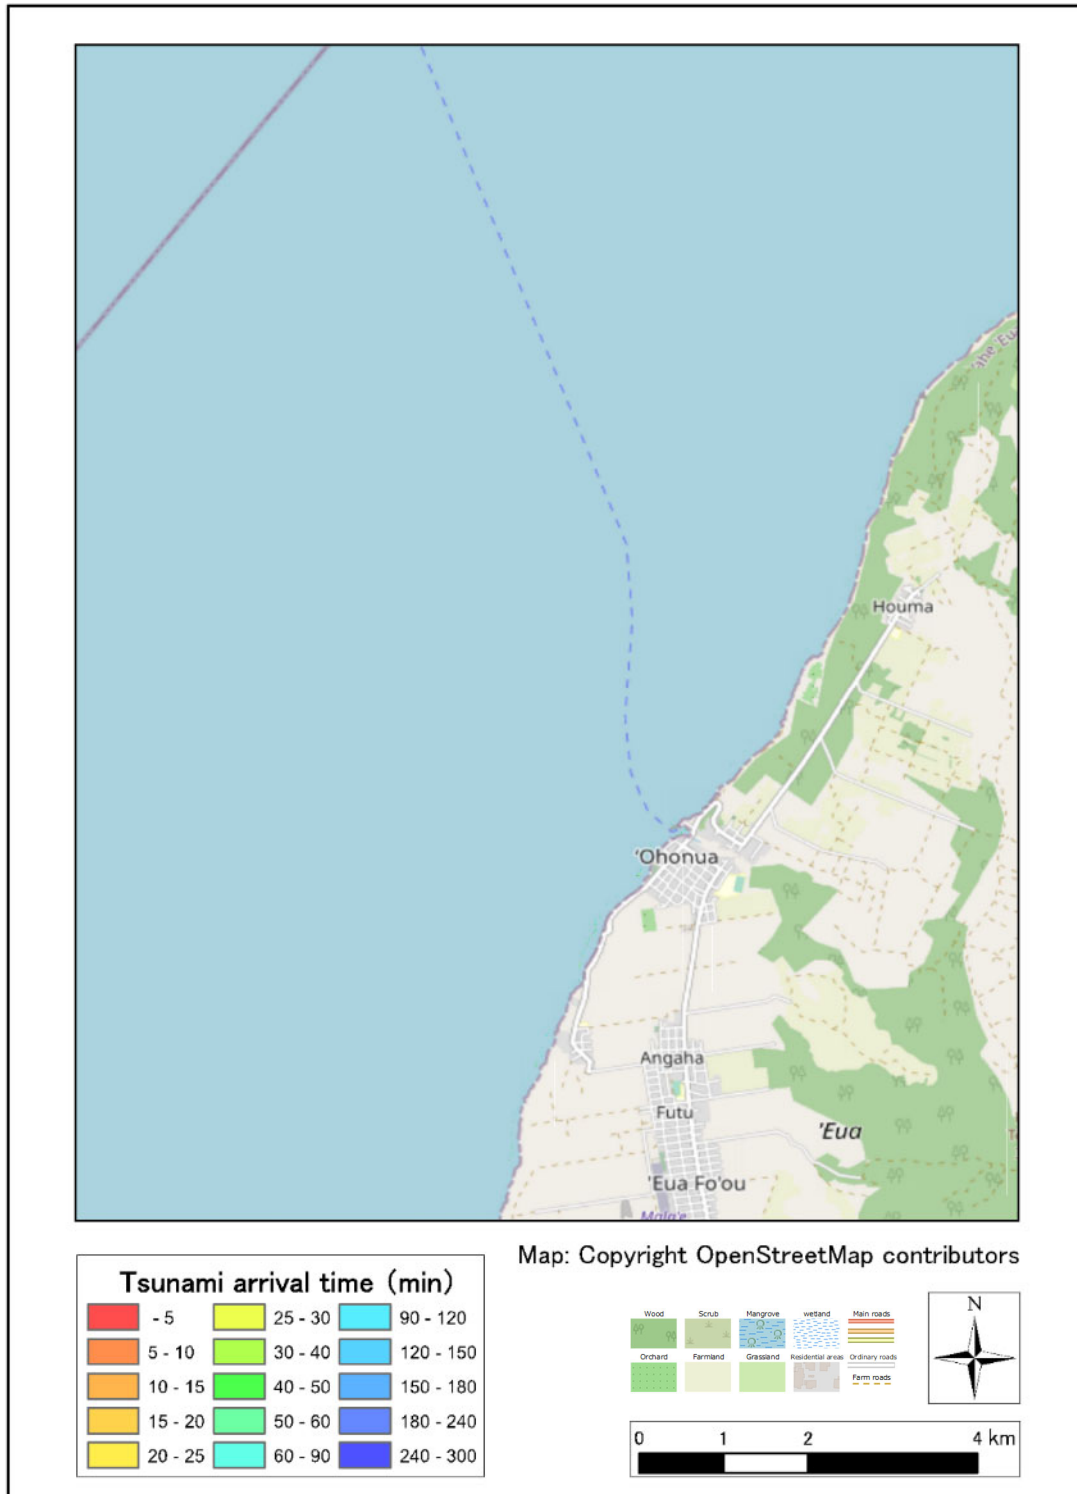 'ahe 'Eu
Houma
'Ohonua
Angaha
Futu
'Eua
'Eua Fo'ou
Mala'e
Map: Copyright OpenStreetMap contributors
Tsunami arrival time (min)
- 5
25 - 30
90 - 120
5 - 10
30 - 40
120 - 150
10 - 15
40 - 50
150 - 180
15 - 20
50 - 60
180 - 240
20 - 25
60 - 90
240 - 300
Wood
Scrub
Mangrove
wetland
Main roads
Orchard
Farmland
Grassland
Residential areas
Ordinary roads
Farm roads
N
0 1 2 4 km